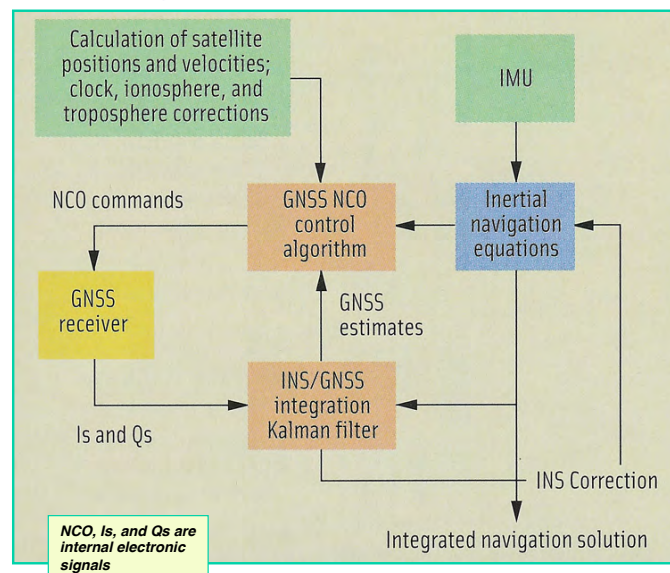 Calculation of satellite
positions and velocities;
clock, ionosphere, and
troposphere corrections
IMU
NCO commands
GNSS NCO
control
algorithm
Inertial
navigation
equations
GNSS
receiver
GNSS
estimates
INS/GNSS
integration
Kalman filter
Is and Qs
INS Correction
Integrated navigation solution
NCO, Is, and Qs are
internal electronic
signals